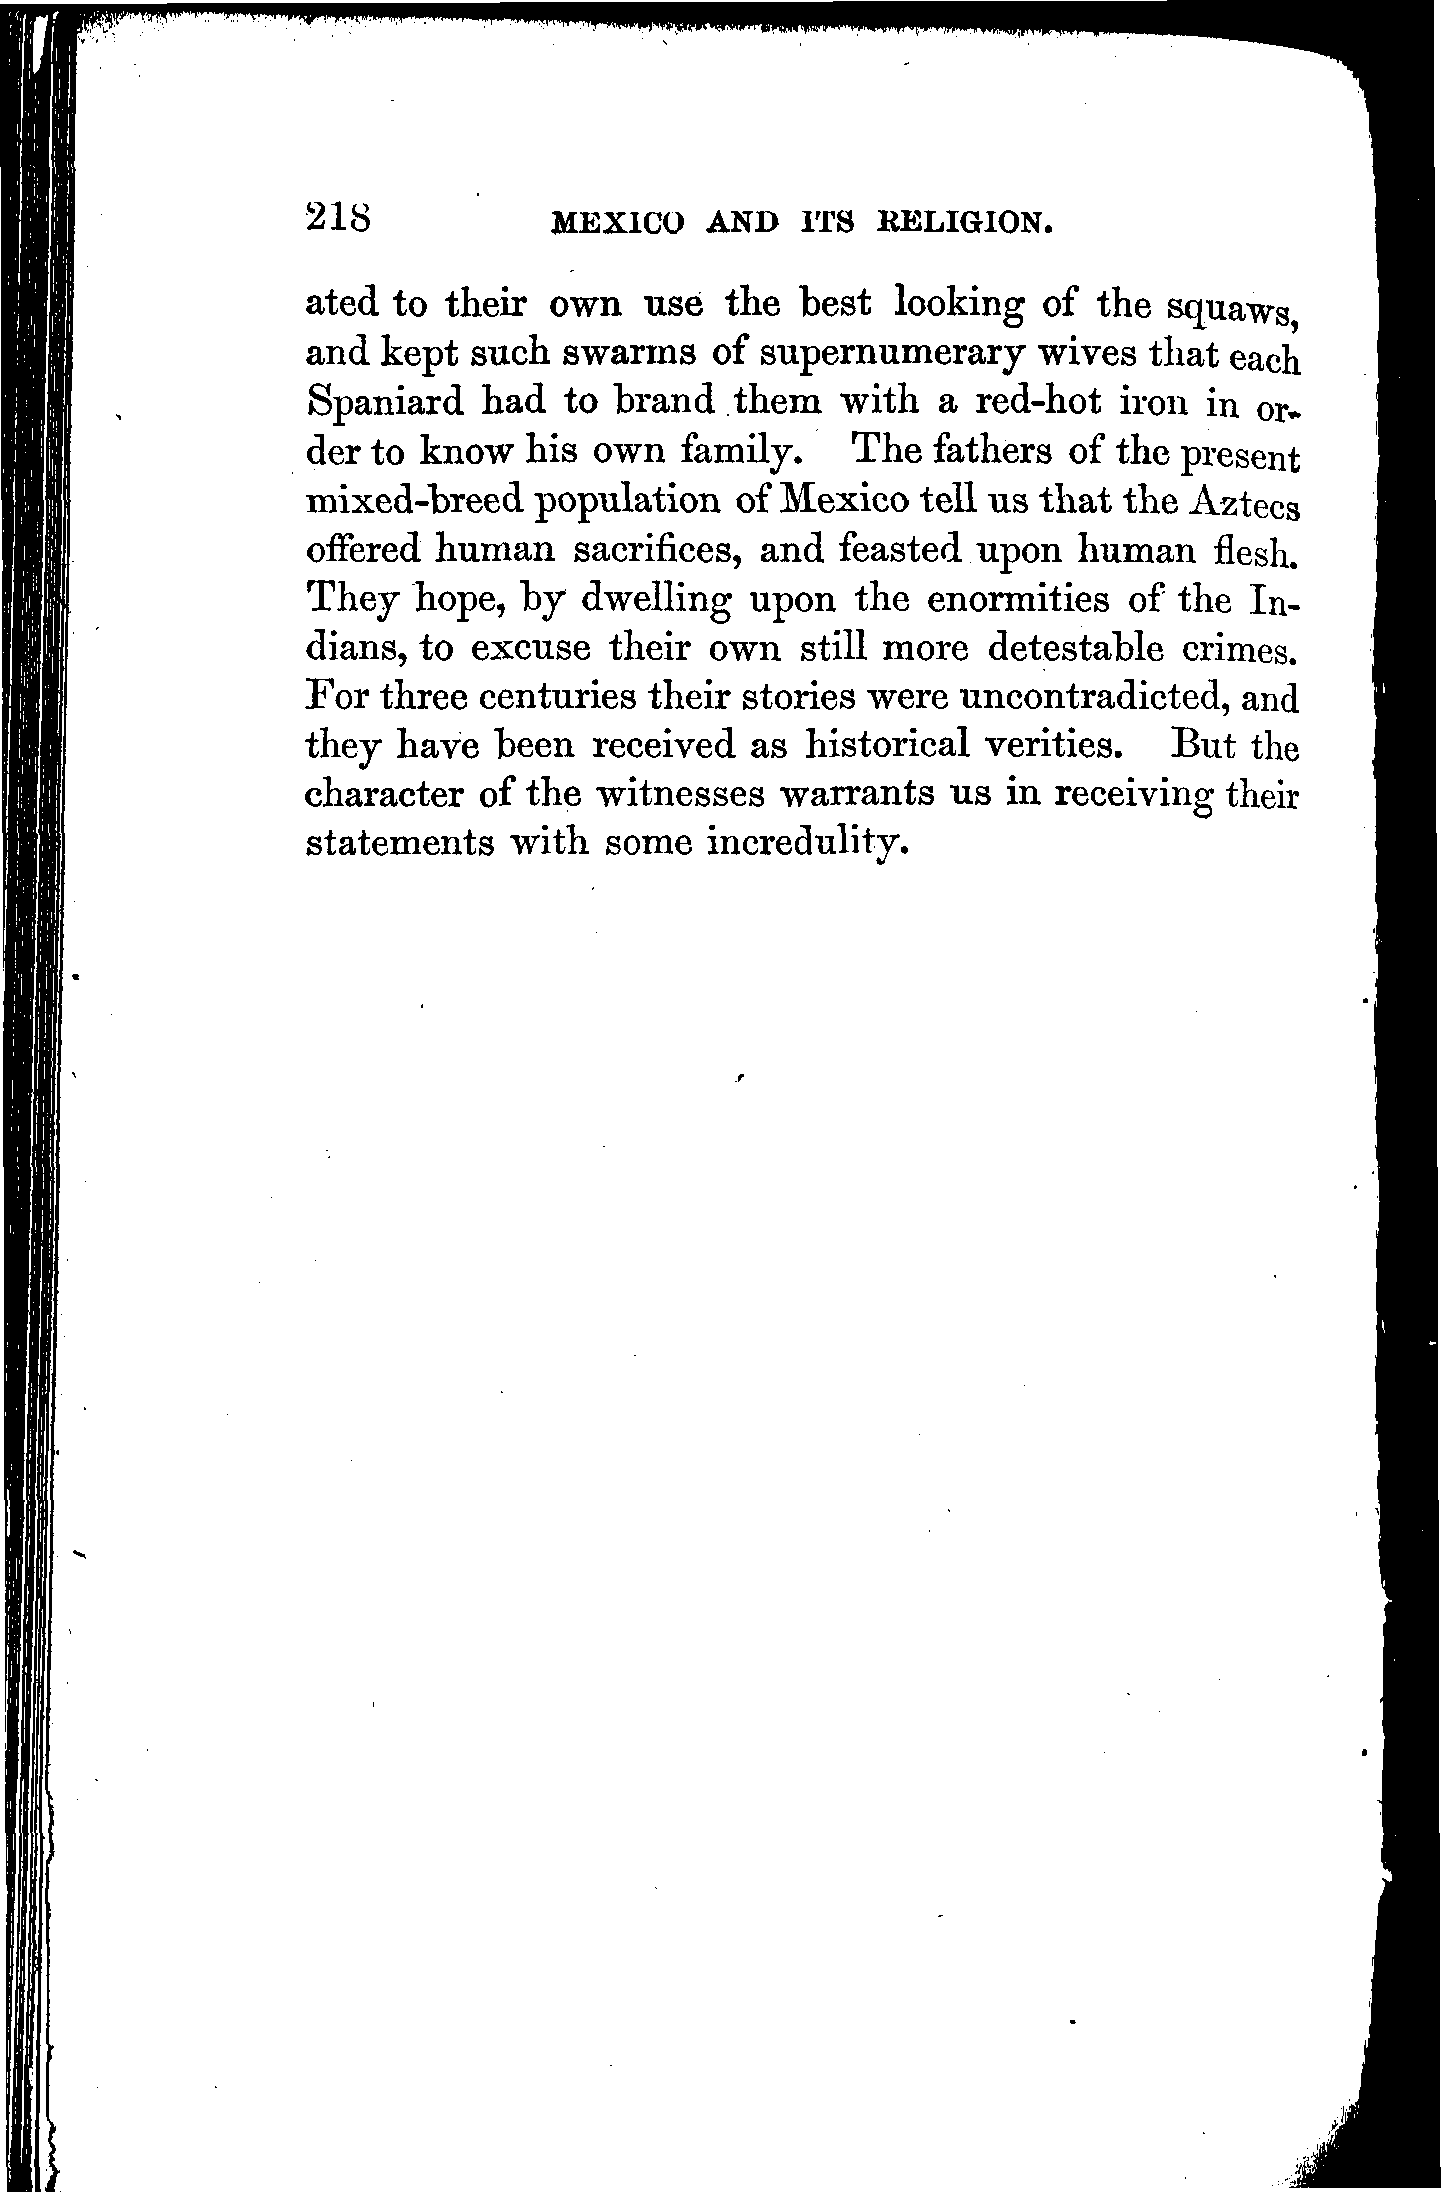 218 MEXICO AND ITS RELIGION.
ated to their own use the best looking of the squaws,
and kept such swarms of supernumerary wives that each
Spaniard had to brand them with a red-hot iron in or-
der to know his own family. The fathers of the present
mixed-breed population of Mexico tell us that the Aztecs
offered human sacrifices, and feasted upon human flesh.
They hope, by dwelling upon the enormities of the In-
dians, to excuse their own still more detestable crimes.
For three centuries their stories were uncontradicted, and
they have been received as historical verities. But the
character of the witnesses warrants us in receiving their
statements with some incredulity.